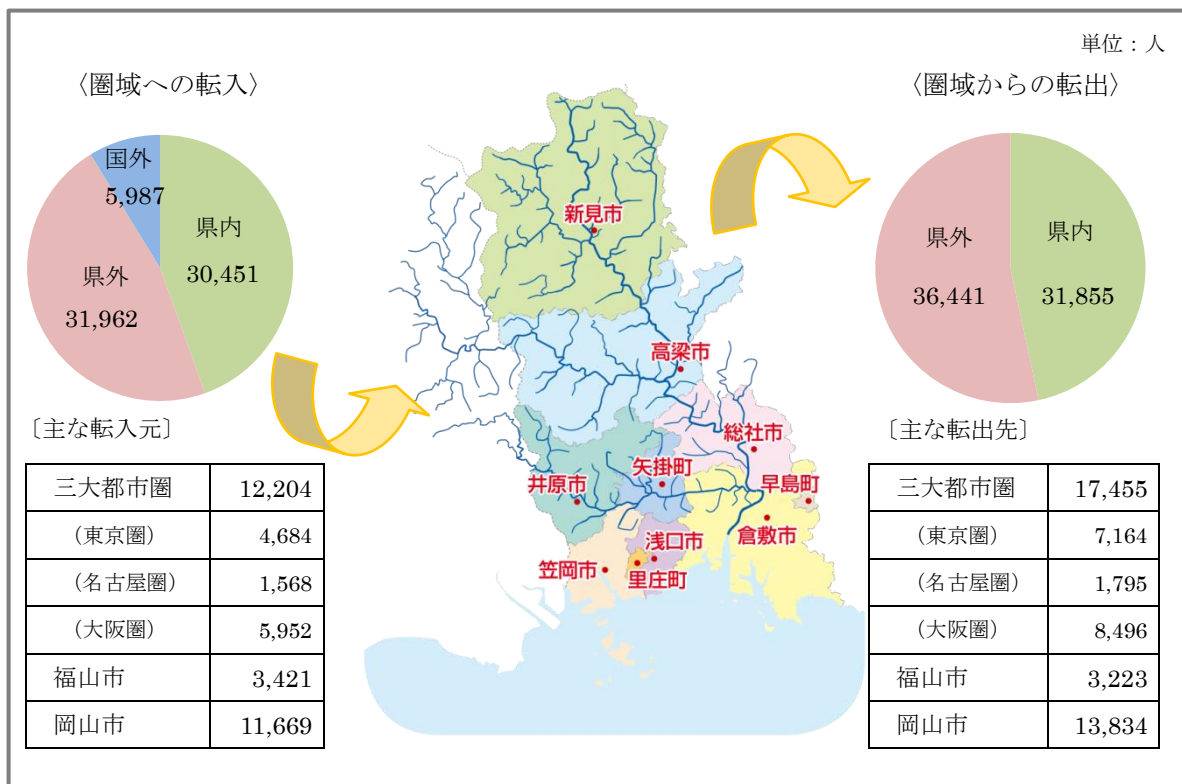 単位：人
〈圏域への転入〉
国外
5,987
県内
30,451
県外
31,962
〔主な転入元〕
三大都市圏 12,204
（東京圏） 4,684
（名古屋圏） 1,568
（大阪圏） 5,952
福山市 3,421
岡山市 11,669
新見市
高梁市
総社市
矢掛町
井原市
早島町
倉敷市
浅口市
笠岡市
里庄町
〈圏域からの転出〉
県外
36,441
県内
31,855
〔主な転出先〕
三大都市圏 17,455
（東京圏） 7,164
（名古屋圏） 1,795
（大阪圏） 8,496
福山市 3,223
岡山市 13,834